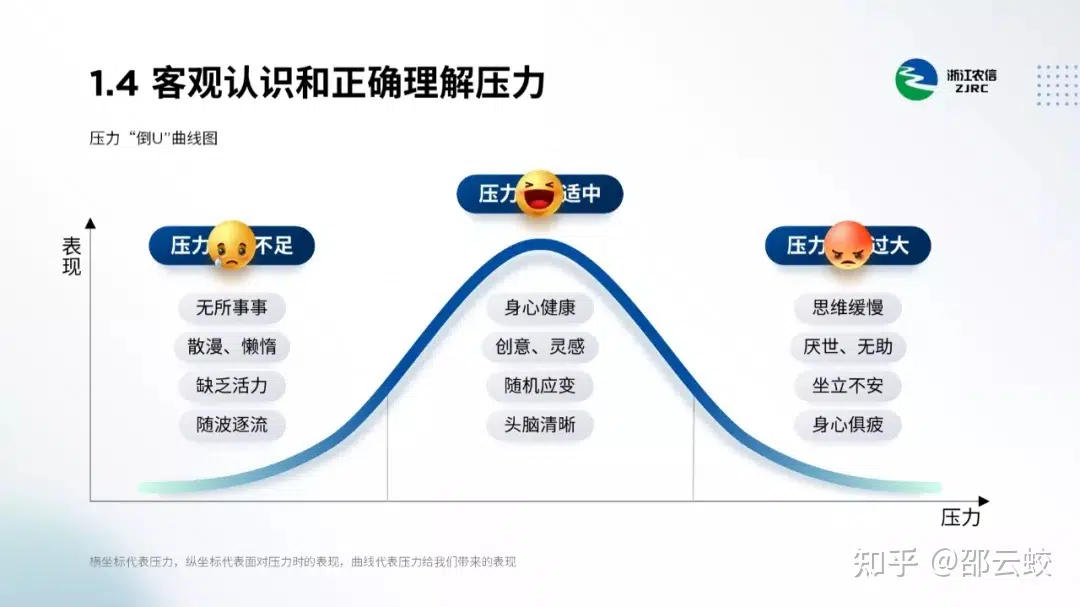 1.4 客观认识和正确理解压力
浙江农信
ZJRC
压力“倒U”曲线图
压力 适中
表现
压力 不足
压力 过大
无所事事
身心健康
思维缓慢
散漫、懒惰
创意、灵感
厌世、无助
缺乏活力
随机应变
坐立不安
随波逐流
头脑清晰
身心俱疲
压力
横坐标代表压力，纵坐标代表面对压力时的表现，曲线代表压力给我们带来的表现
知乎 @邵云蛟